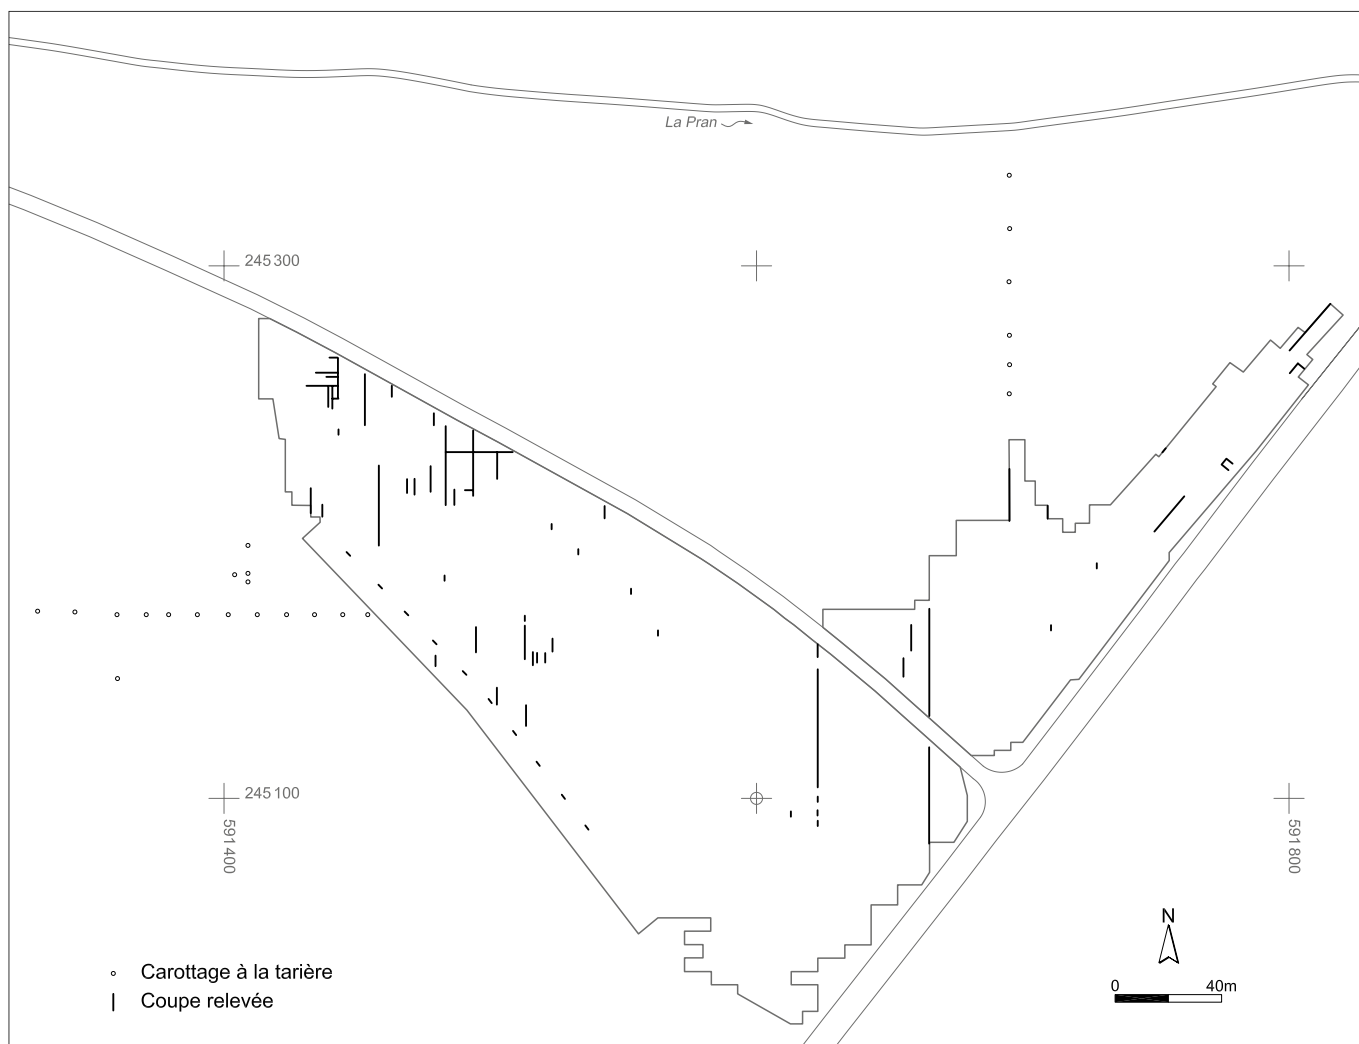 La Pran
245 300
245 100
591 400
591 800
N
0 40m
Carottage à la tarière
Coupe relevée